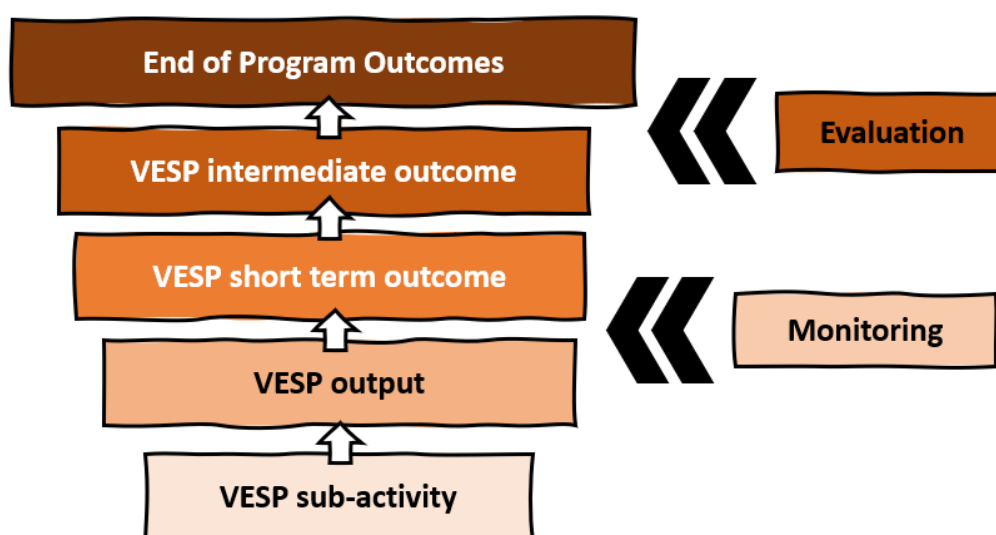 End of Program Outcomes
Evaluation
VESP intermediate outcome
VESP short term outcome
Monitoring
VESP output
VESP sub-activity